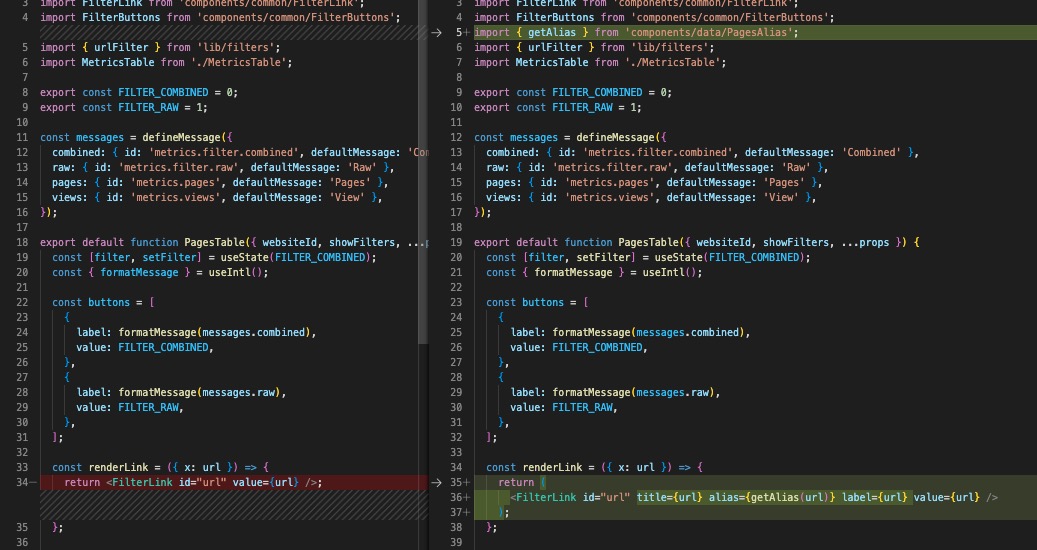 3 import FilterLink from 'components/common/FilterLink';
4 import FilterButtons from 'components/common/FilterButtons';
5 import { urlFilter } from 'lib/filters';
6 import MetricsTable from './MetricsTable';
7
8 export const FILTER_COMBINED = 0;
9 export const FILTER_RAW = 1;
10
11 const messages = defineMessage({
12 combined: { id: 'metrics.filter.combined', defaultMessage: 'Com
13 raw: { id: 'metrics.filter.raw', defaultMessage: 'Raw' },
14 pages: { id: 'metrics.pages', defaultMessage: 'Pages' },
15 views: { id: 'metrics.views', defaultMessage: 'View' },
16 });
17
18 export default function PagesTable({ websiteId, showFilters, ...p
19 const [filter, setFilter] = useState(FILTER_COMBINED);
20 const { formatMessage } = useIntl();
21
22 const buttons = [
23 {
24 label: formatMessage(messages.combined),
25 value: FILTER_COMBINED,
26 },
27 {
28 label: formatMessage(messages.raw),
29 value: FILTER_RAW,
30 },
31 ];
32
33 const renderLink = ({ x: url }) => {
34— return <FilterLink id="url" value={url} />;
35 };
36
3 import FilterLink from 'components/common/FilterLink';
4 import FilterButtons from 'components/common/FilterButtons';
→ 5+ import { getAlias } from 'components/data/PagesAlias';
6 import { urlFilter } from 'lib/filters';
7 import MetricsTable from './MetricsTable';
8
9 export const FILTER_COMBINED = 0;
10 export const FILTER_RAW = 1;
11
12 const messages = defineMessage({
13 combined: { id: 'metrics.filter.combined', defaultMessage: 'Combined' },
14 raw: { id: 'metrics.filter.raw', defaultMessage: 'Raw' },
15 pages: { id: 'metrics.pages', defaultMessage: 'Pages' },
16 views: { id: 'metrics.views', defaultMessage: 'View' },
17 });
18
19 export default function PagesTable({ websiteId, showFilters, ...props }) {
20 const [filter, setFilter] = useState(FILTER_COMBINED);
21 const { formatMessage } = useIntl();
22
23 const buttons = [
24 {
25 label: formatMessage(messages.combined),
26 value: FILTER_COMBINED,
27 },
28 {
29 label: formatMessage(messages.raw),
30 value: FILTER_RAW,
31 },
32 ];
33
34 const renderLink = ({ x: url }) => {
→ 35+ return (
36+ <FilterLink id="url" title={url} alias={getAlias(url)} label={url} value={url} />
37+ );
38 };
39